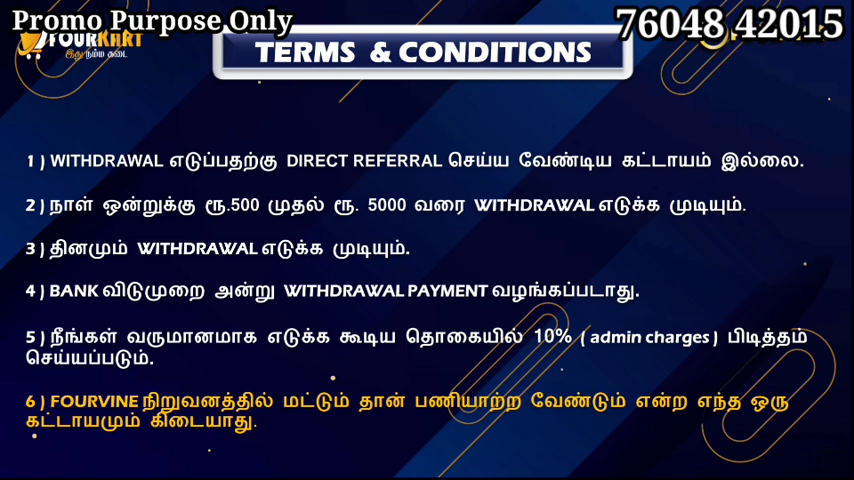 Promo Purpose Only
76048 42015
FOURKART
இது நம்ம கடை
TERMS & CONDITIONS
1 ) WITHDRAWAL எடுப்பதற்கு DIRECT REFERRAL செய்ய வேண்டிய கட்டாயம் இல்லை.
2 ) நாள் ஒன்றுக்கு ரூ.500 முதல் ரூ. 5000 வரை WITHDRAWAL எடுக்க முடியும்.
3 ) தினமும் WITHDRAWAL எடுக்க முடியும்.
4 ) BANK விடுமுறை அன்று WITHDRAWAL PAYMENT வழங்கப்படாது.
5 ) நீங்கள் வருமானமாக எடுக்க கூடிய தொகையில் 10% ( admin charges ) பிடித்தம்
செய்யப்படும்.
6 ) FOURVINE நிறுவனத்தில் மட்டும் தான் பணியாற்ற வேண்டும் என்ற எந்த ஒரு
கட்டாயமும் கிடையாது.